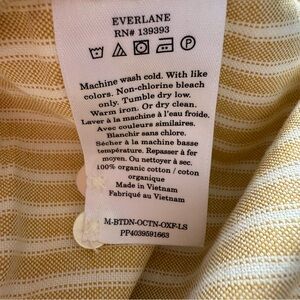 EVERLANE
RN# 139393
Machine wash cold. With like
colors. Non-chlorine bleach
only. Tumble dry low.
Warm iron. Or dry clean.
Laver à la machine à l'eau froide.
Avec couleurs similaires.
Blanchir sans chlore.
Sécher à la machine basse
température. Repasser à fer
moyen. Ou nettoyer à sec.
100% organic cotton / coton
organique
Made in Vietnam
Fabriqué au Vietnam
M-BTDN-OCTN-OXF-LS
PP4039591663